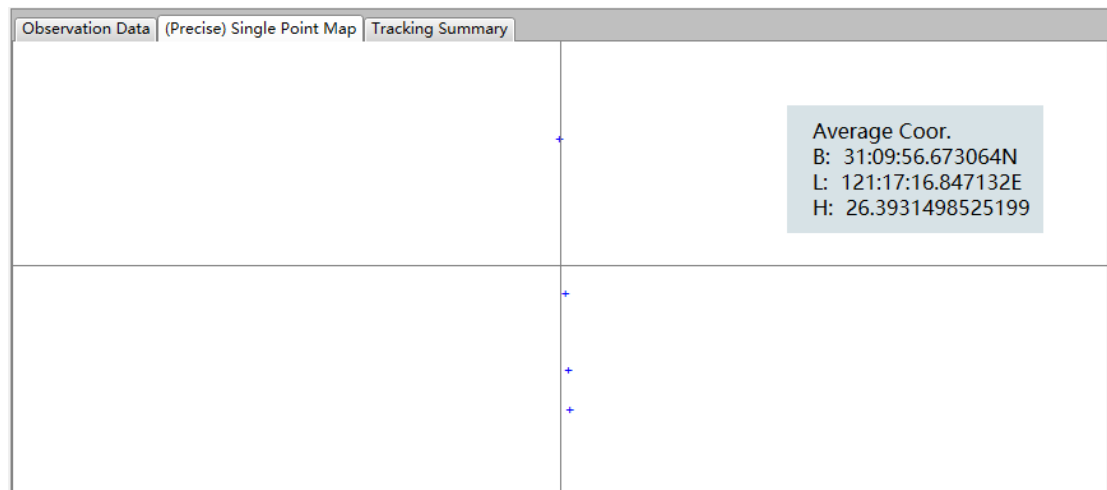 Observation Data (Precise) Single Point Map Tracking Summary
Average Coor.
B: 31:09:56.673064N
L: 121:17:16.847132E
H: 26.3931498525199